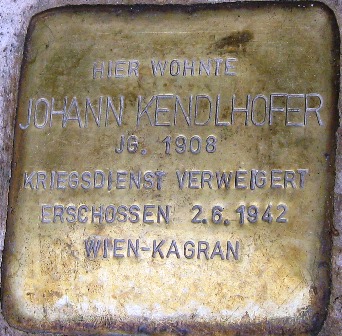 HIER WOHNTE
JOHANN KENDLHOFER
JG. 1908
KRIEGSDIENST VERWEIGERT
ERSCHOSSEN 2.6.1942
WIEN-KAGRAN